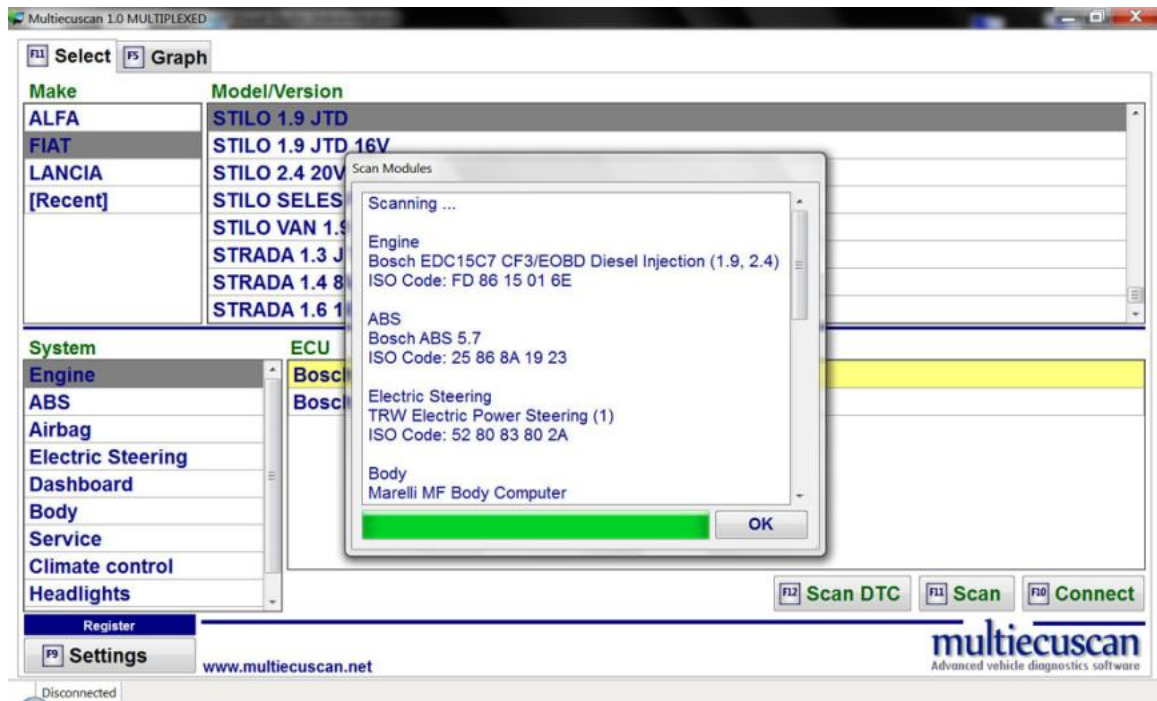 Multiecuscan 1.0 MULTIPLEXED
F11 Select F5 Graph
Make Model/Version
ALFA
FIAT
LANCIA
[Recent]
STILO 1.9 JTD
STILO 1.9 JTD 16V
STILO 2.4 20V
STILO SELES
STILO VAN 1.9
STRADA 1.3 J
STRADA 1.4 8
STRADA 1.6 1
Scan Modules
Scanning ...
Engine
Bosch EDC15C7 CF3/EOBD Diesel Injection (1.9, 2.4)
ISO Code: FD 86 15 01 6E
ABS
Bosch ABS 5.7
ISO Code: 25 86 8A 19 23
Electric Steering
TRW Electric Power Steering (1)
ISO Code: 52 80 83 80 2A
Body
Marelli MF Body Computer
OK
System ECU
Engine
ABS
Airbag
Electric Steering
Dashboard
Body
Service
Climate control
Headlights
Bosch
Bosch
F12 Scan DTC F11 Scan F10 Connect
Register
F9 Settings
www.multiecuscan.net
multiecuscan
Advanced vehicle diagnostics software
Disconnected